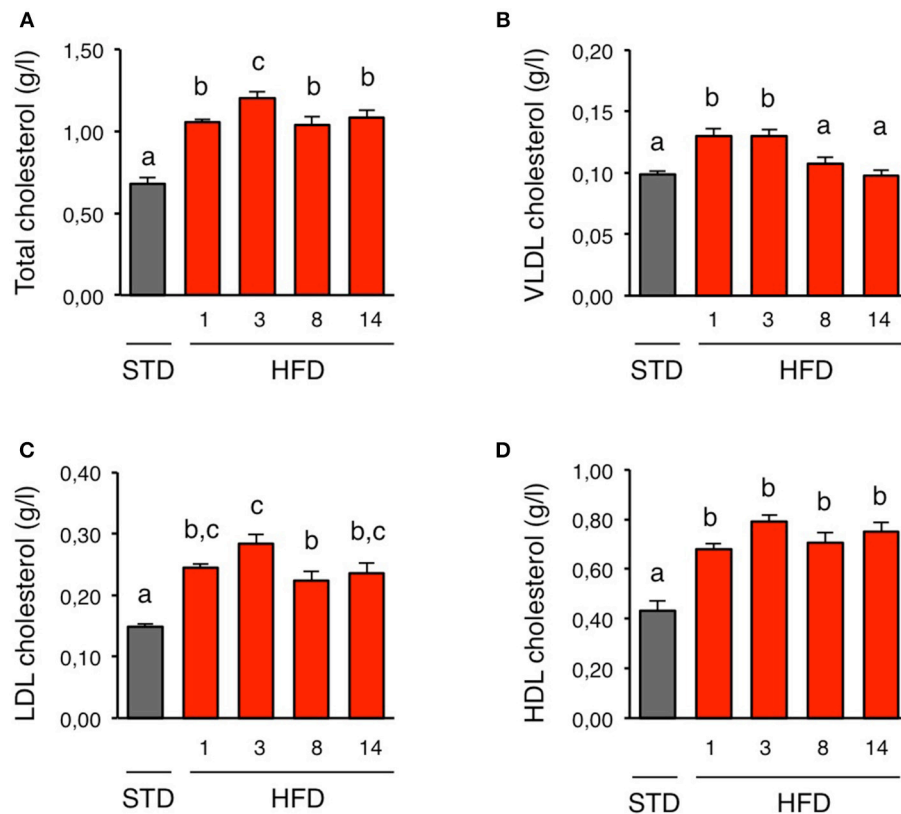 A
Total cholesterol (g/l)
1,50
1,00
0,50
0,00
a
b
c
b
b
1 3 8 14
STD HFD
B
VLDL cholesterol (g/l)
0,20
0,15
0,10
0,05
0,00
a
b
b
a
a
1 3 8 14
STD HFD
C
LDL cholesterol (g/l)
0,40
0,30
0,20
0,10
0,00
a
b,c
c
b
b,c
1 3 8 14
STD HFD
D
HDL cholesterol (g/l)
1,00
0,80
0,60
0,40
0,20
0,00
a
b
b
b
b
1 3 8 14
STD HFD